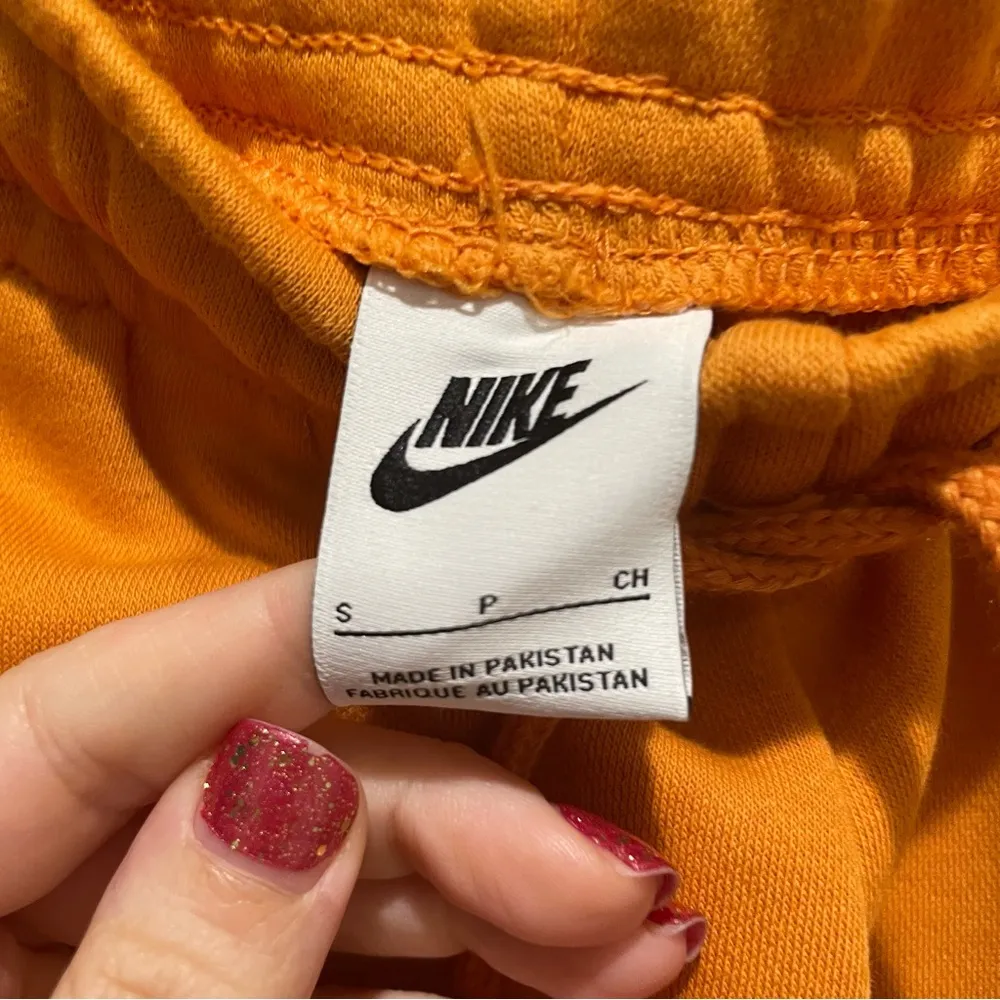 NIKE
S P CH
MADE IN PAKISTAN
FABRIQUE AU PAKISTAN